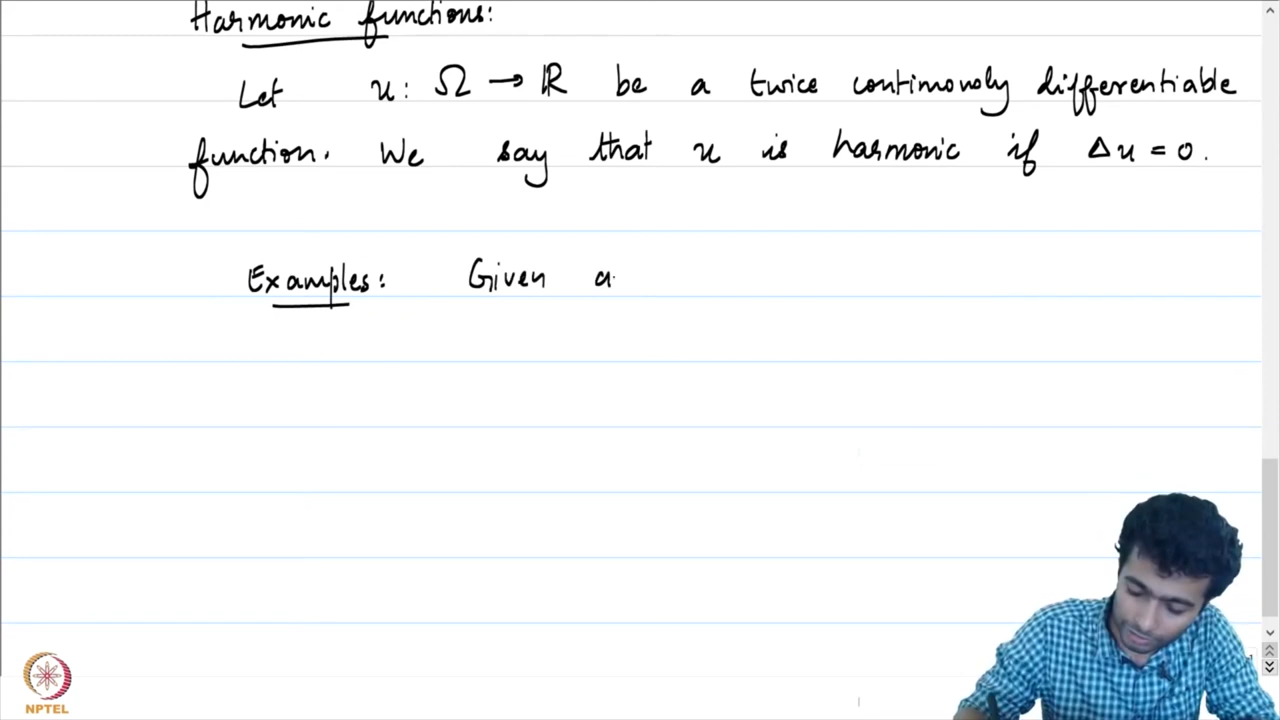 Harmonic functions:
Let u: Ω → ℝ be a twice continuously differentiable
function. We say that u is harmonic if Δu = 0.
Examples: Given a
NPTEL